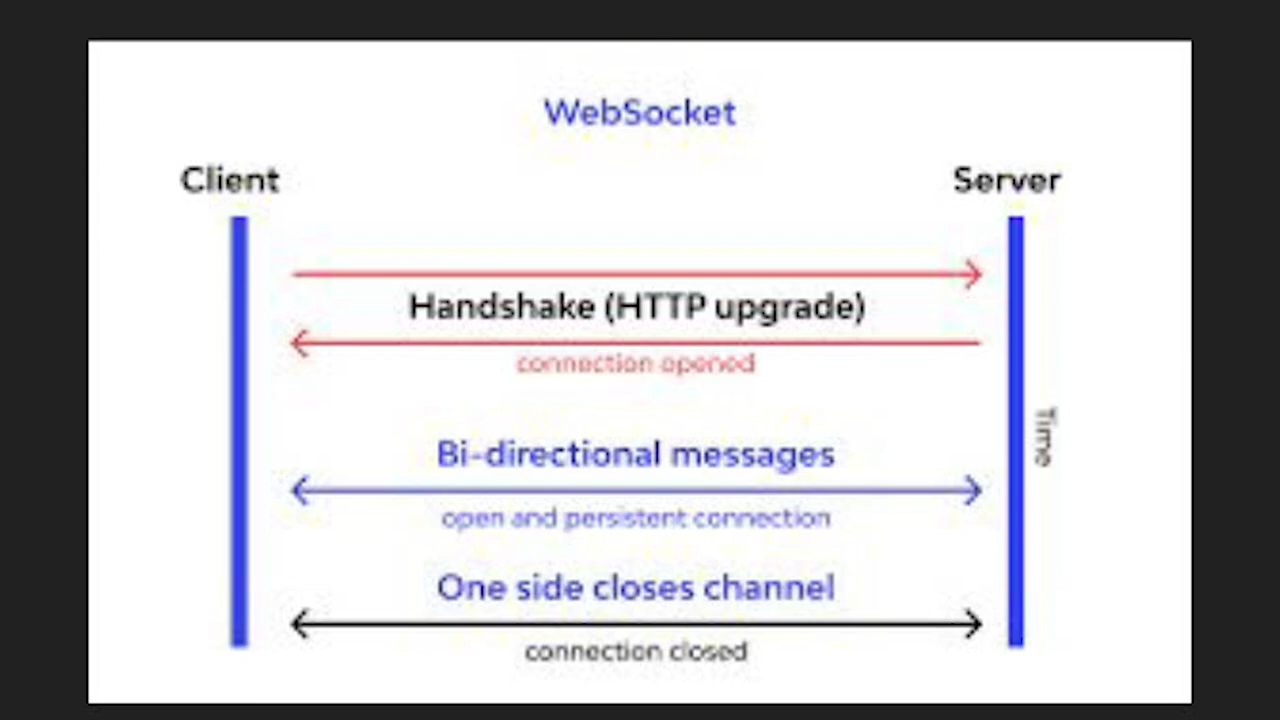 WebSocket
Client
Server
Handshake (HTTP upgrade)
connection opened
Time
Bi-directional messages
open and persistent connection
One side closes channel
connection closed